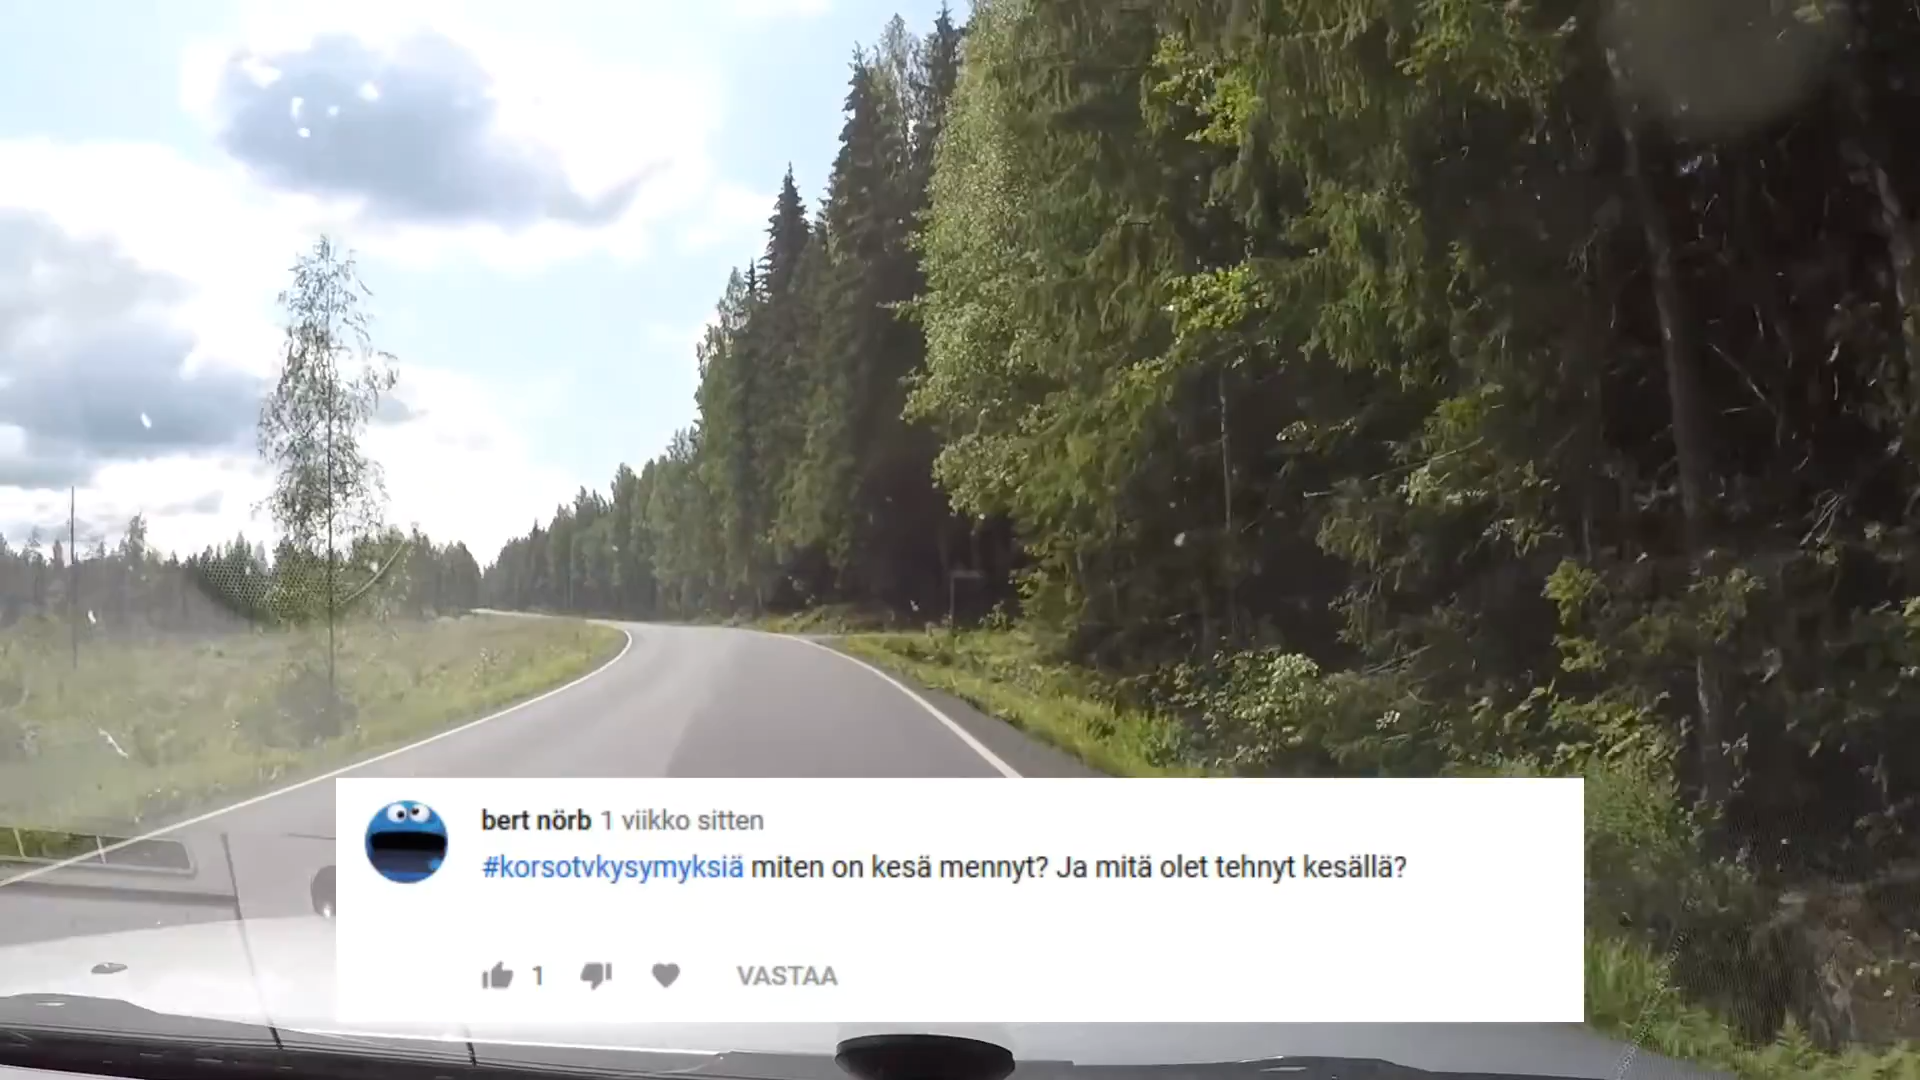 bert nörb 1 viikko sitten
#korsotvkysymyksiä miten on kesä mennyt? Ja mitä olet tehnyt kesällä?
1 VASTAA